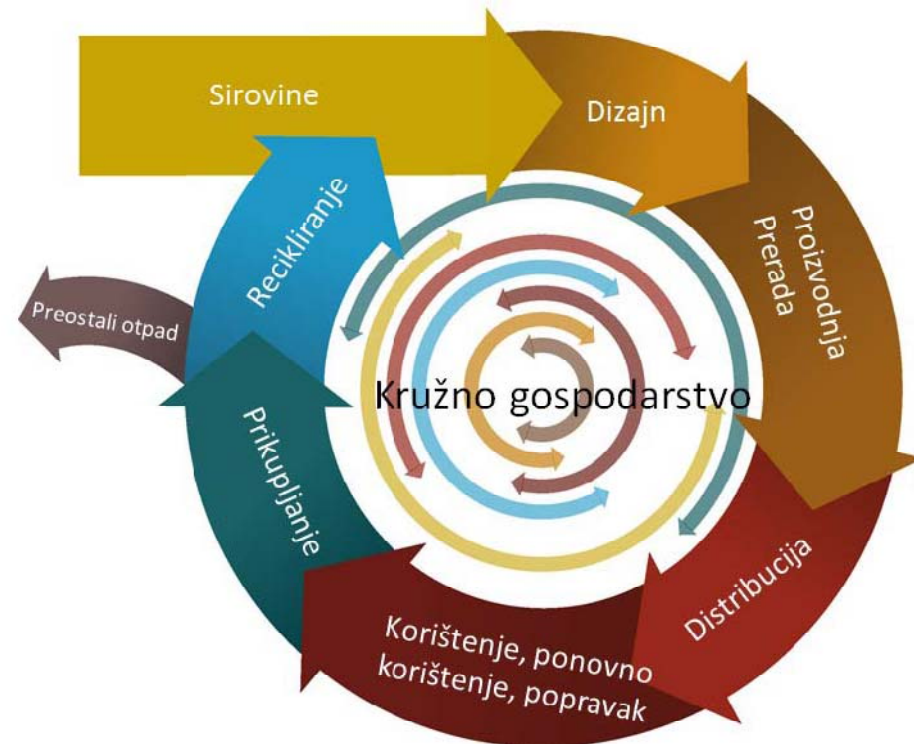 Sirovine
Dizajn
Proizvodnja
Prerada
Distribucija
Korištenje, ponovno
korištenje, popravak
Prikupljanje
Recikliranje
Preostali otpad
Kružno gospodarstvo